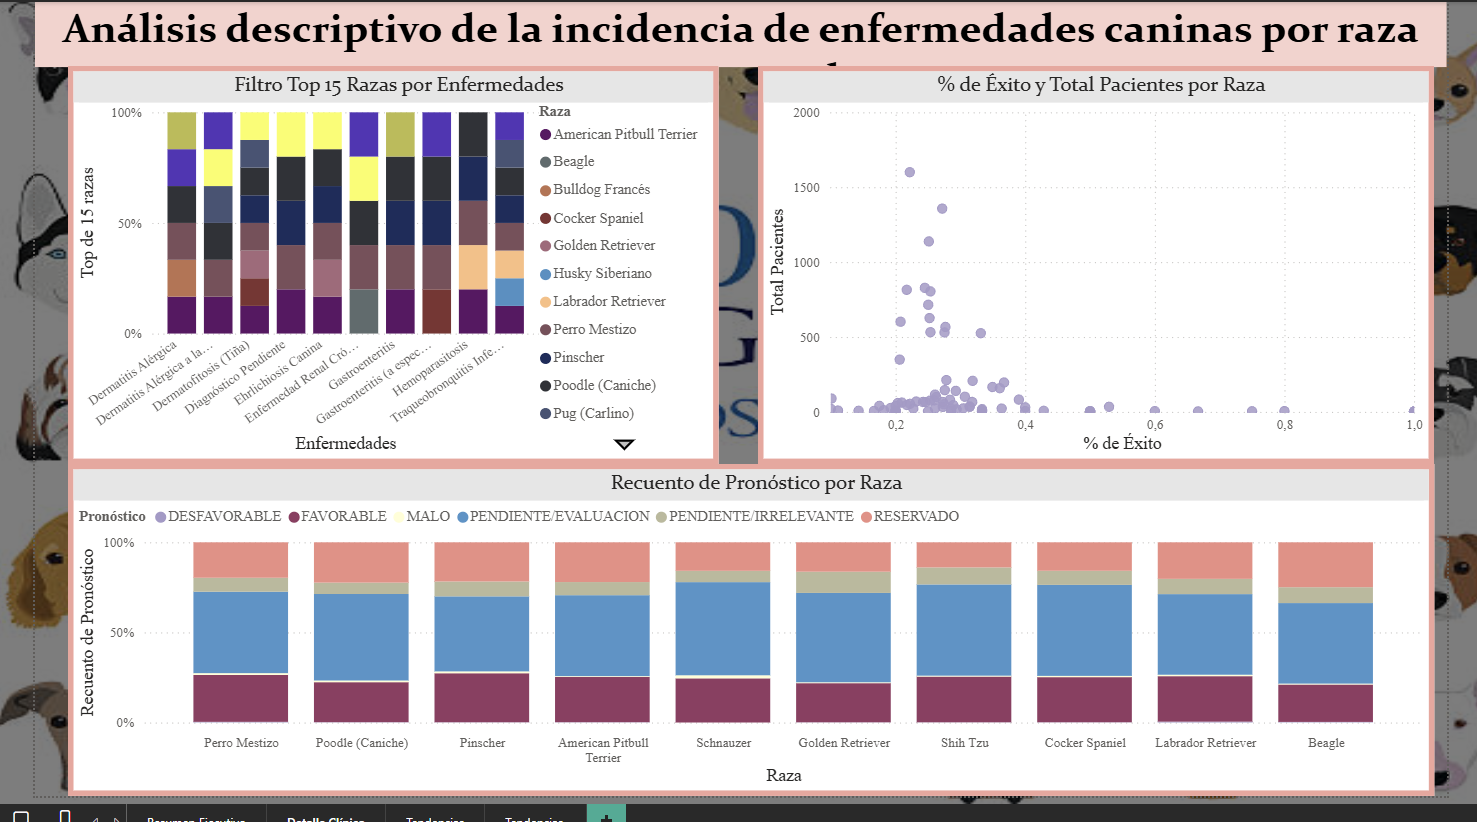 Análisis descriptivo de la incidencia de enfermedades caninas por raza
Filtro Top 15 Razas por Enfermedades
Top de 15 razas
100%
50%
0%
Dermatitis Alérgica
Dermatitis Alérgica a la…
Dermatofitosis (Tiña)
Diagnóstico Pendiente
Ehrlichiosis Canina
Enfermedad Renal Cró…
Gastroenteritis
Gastroenteritis (a espec…
Hemoparasitosis
Traqueobronquitis Infe…
Enfermedades
Raza
American Pitbull Terrier
Beagle
Bulldog Francés
Cocker Spaniel
Golden Retriever
Husky Siberiano
Labrador Retriever
Perro Mestizo
Pinscher
Poodle (Caniche)
Pug (Carlino)
% de Éxito y Total Pacientes por Raza
Total Pacientes
2000
1500
1000
500
0
0,2
0,4
0,6
0,8
1,0
% de Éxito
Recuento de Pronóstico por Raza
Pronóstico DESFAVORABLE FAVORABLE MALO PENDIENTE/EVALUACION PENDIENTE/IRRELEVANTE RESERVADO
Recuento de Pronóstico
100%
50%
0%
Perro Mestizo
Poodle (Caniche)
Pinscher
American Pitbull
Terrier
Schnauzer
Golden Retriever
Shih Tzu
Cocker Spaniel
Labrador Retriever
Beagle
Raza
Resumen Ejecutivo
Detalle Clínico
Tendencias
Tendencias